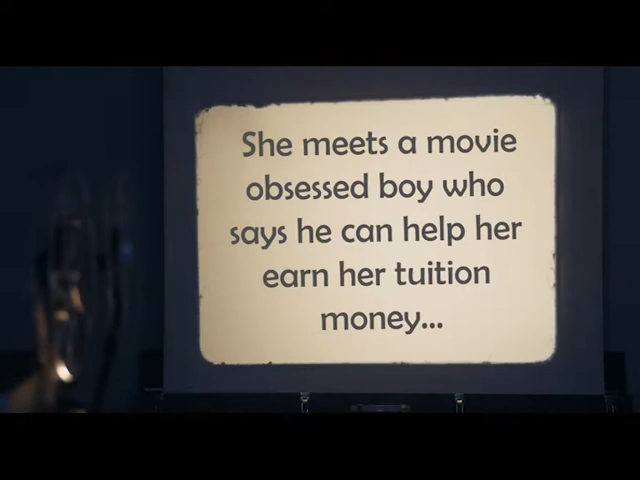 She meets a movie
obsessed boy who
says he can help her
earn her tuition
money...